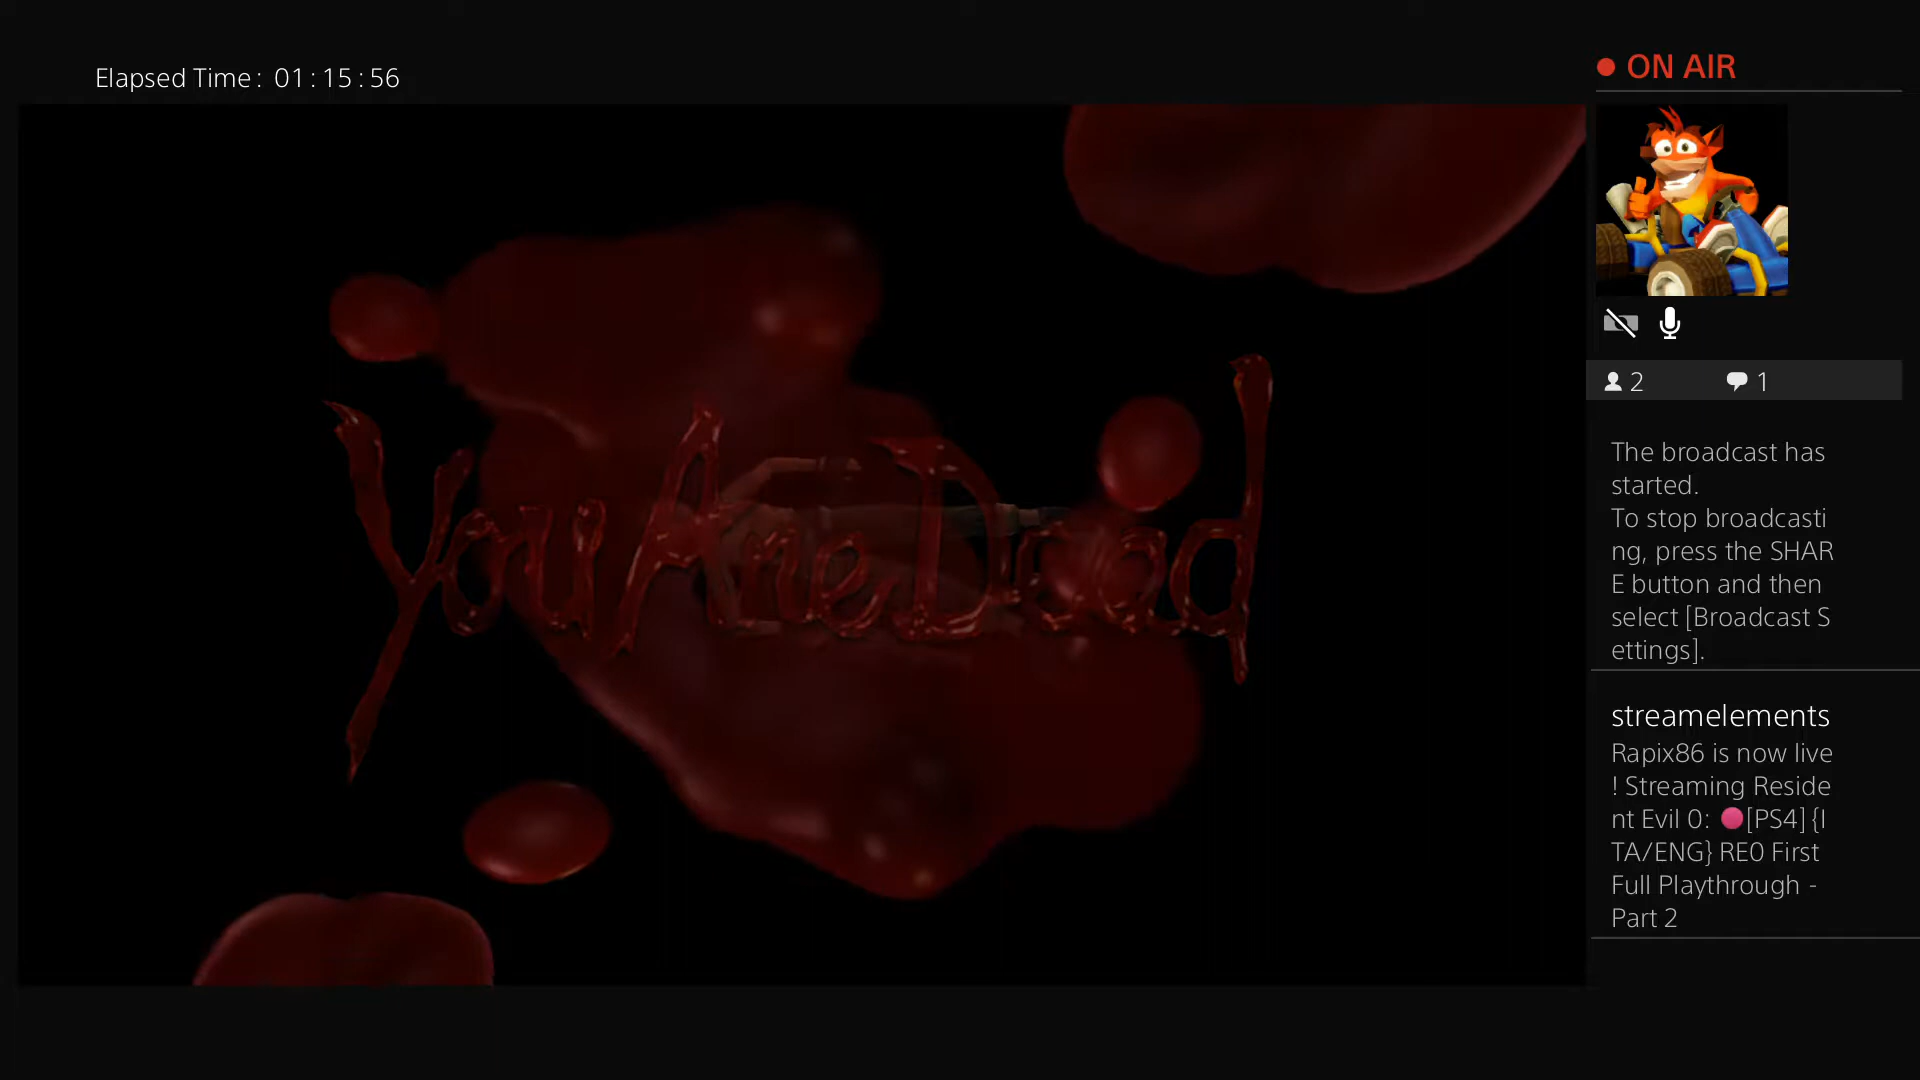 Elapsed Time: 01:15:56
ON AIR
2
1
You Are Dead
The broadcast has
started.
To stop broadcasti
ng, press the SHAR
E button and then
select [Broadcast S
ettings].
streamelements
Rapix86 is now live
! Streaming Reside
nt Evil 0: 🔴[PS4] {I
TA/ENG} RE0 First
Full Playthrough -
Part 2